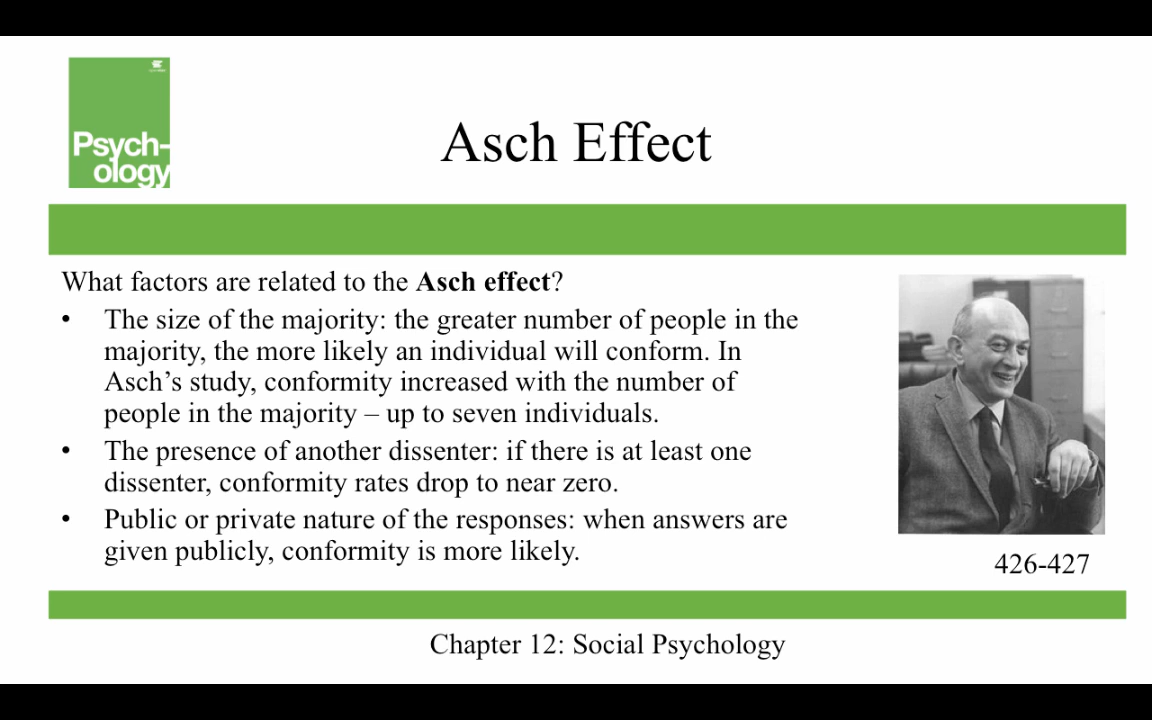 Psych-
ology
Asch Effect
What factors are related to the Asch effect?
• The size of the majority: the greater number of people in the
majority, the more likely an individual will conform. In
Asch’s study, conformity increased with the number of
people in the majority – up to seven individuals.
• The presence of another dissenter: if there is at least one
dissenter, conformity rates drop to near zero.
• Public or private nature of the responses: when answers are
given publicly, conformity is more likely.
426-427
Chapter 12: Social Psychology